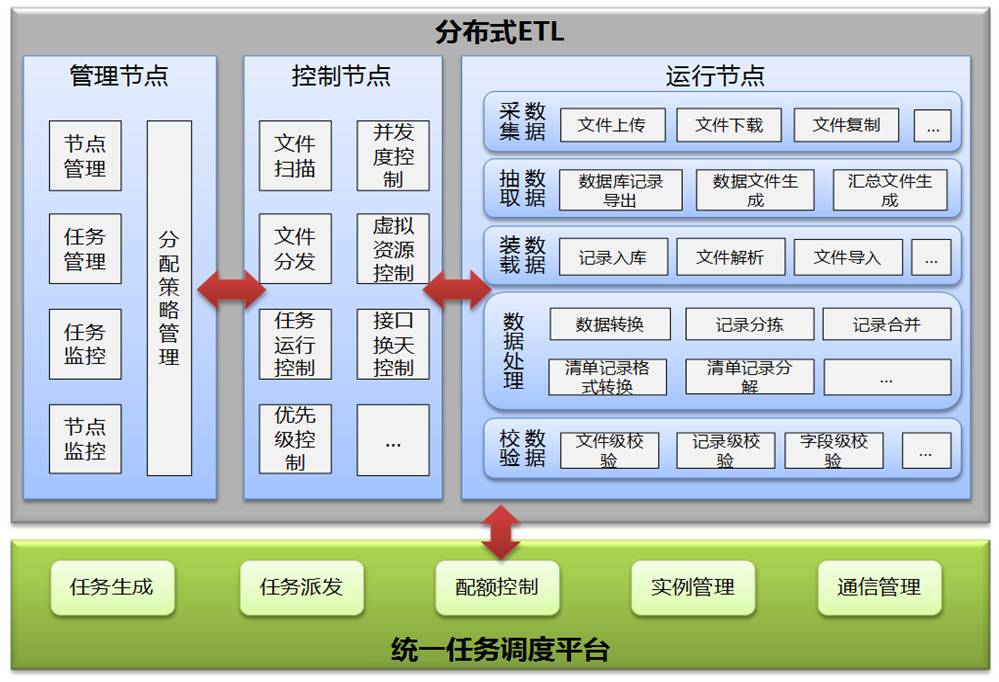 分布式ETL
管理节点
节点
管理
任务
管理
任务
监控
节点
监控
分
配
策
略
管
理
控制节点
文件
扫描
并发
度控
制
文件
分发
虚拟
资源
控制
任务
运行
控制
接口
换天
控制
优先
级控
制
...
运行节点
采数
集据
文件上传
文件下载
文件复制
...
抽数
取据
数据库记录
导出
数据文件生
成
汇总文件生
成
装数
载据
记录入库
文件解析
文件导入
...
数
据
处
理
数据转换
记录分拣
记录合并
清单记录格
式转换
清单记录分
解
...
校数
验据
文件级校
验
记录级校
验
字段级校
验
...
任务生成
任务派发
配额控制
实例管理
通信管理
统一任务调度平台